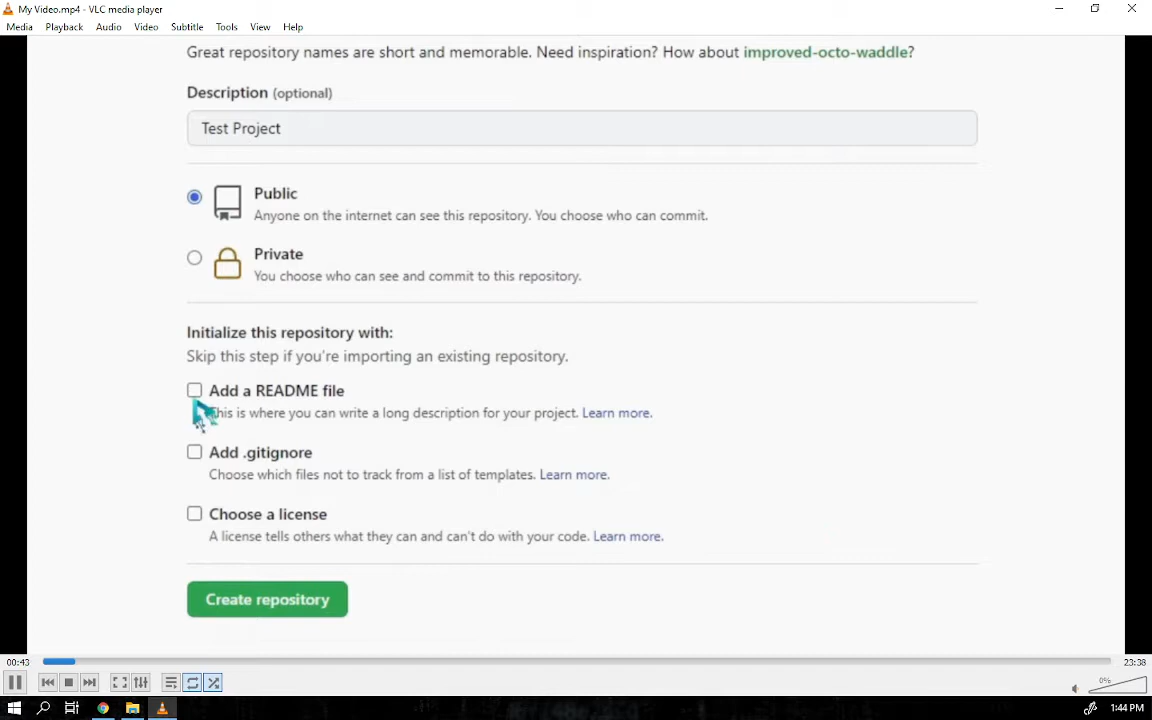 My Video.mp4 - VLC media player
Media Playback Audio Video Subtitle Tools View Help
Great repository names are short and memorable. Need inspiration? How about improved-octo-waddle?
Description (optional)
Test Project
Public
Anyone on the internet can see this repository. You choose who can commit.
Private
You choose who can see and commit to this repository.
Initialize this repository with:
Skip this step if you're importing an existing repository.
Add a README file
This is where you can write a long description for your project. Learn more.
Add .gitignore
Choose which files not to track from a list of templates. Learn more.
Choose a license
A license tells others what they can and can't do with your code. Learn more.
Create repository
00:43 23:38
0%
1:44 PM